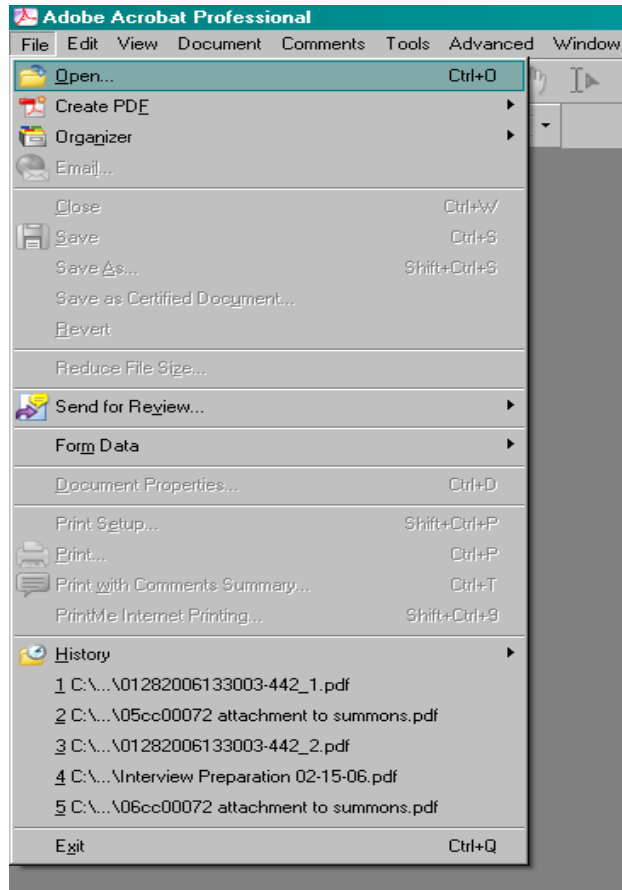 Adobe Acrobat Professional
File Edit View Document Comments Tools Advanced Window
Open... Ctrl+O
Create PDF
Organizer
Email...
Close Ctrl+W
Save Ctrl+S
Save As... Shift+Ctrl+S
Save as Certified Document...
Revert
Reduce File Size...
Send for Review...
Form Data
Document Properties... Ctrl+D
Print Setup... Shift+Ctrl+P
Print... Ctrl+P
Print with Comments Summary... Ctrl+T
PrintMe Internet Printing... Shift+Ctrl+9
History
1 C:\...\01282006133003-442_1.pdf
2 C:\...\05cc00072 attachment to summons.pdf
3 C:\...\01282006133003-442_2.pdf
4 C:\...\Interview Preparation 02-15-06.pdf
5 C:\...\06cc00072 attachment to summons.pdf
Exit Ctrl+Q